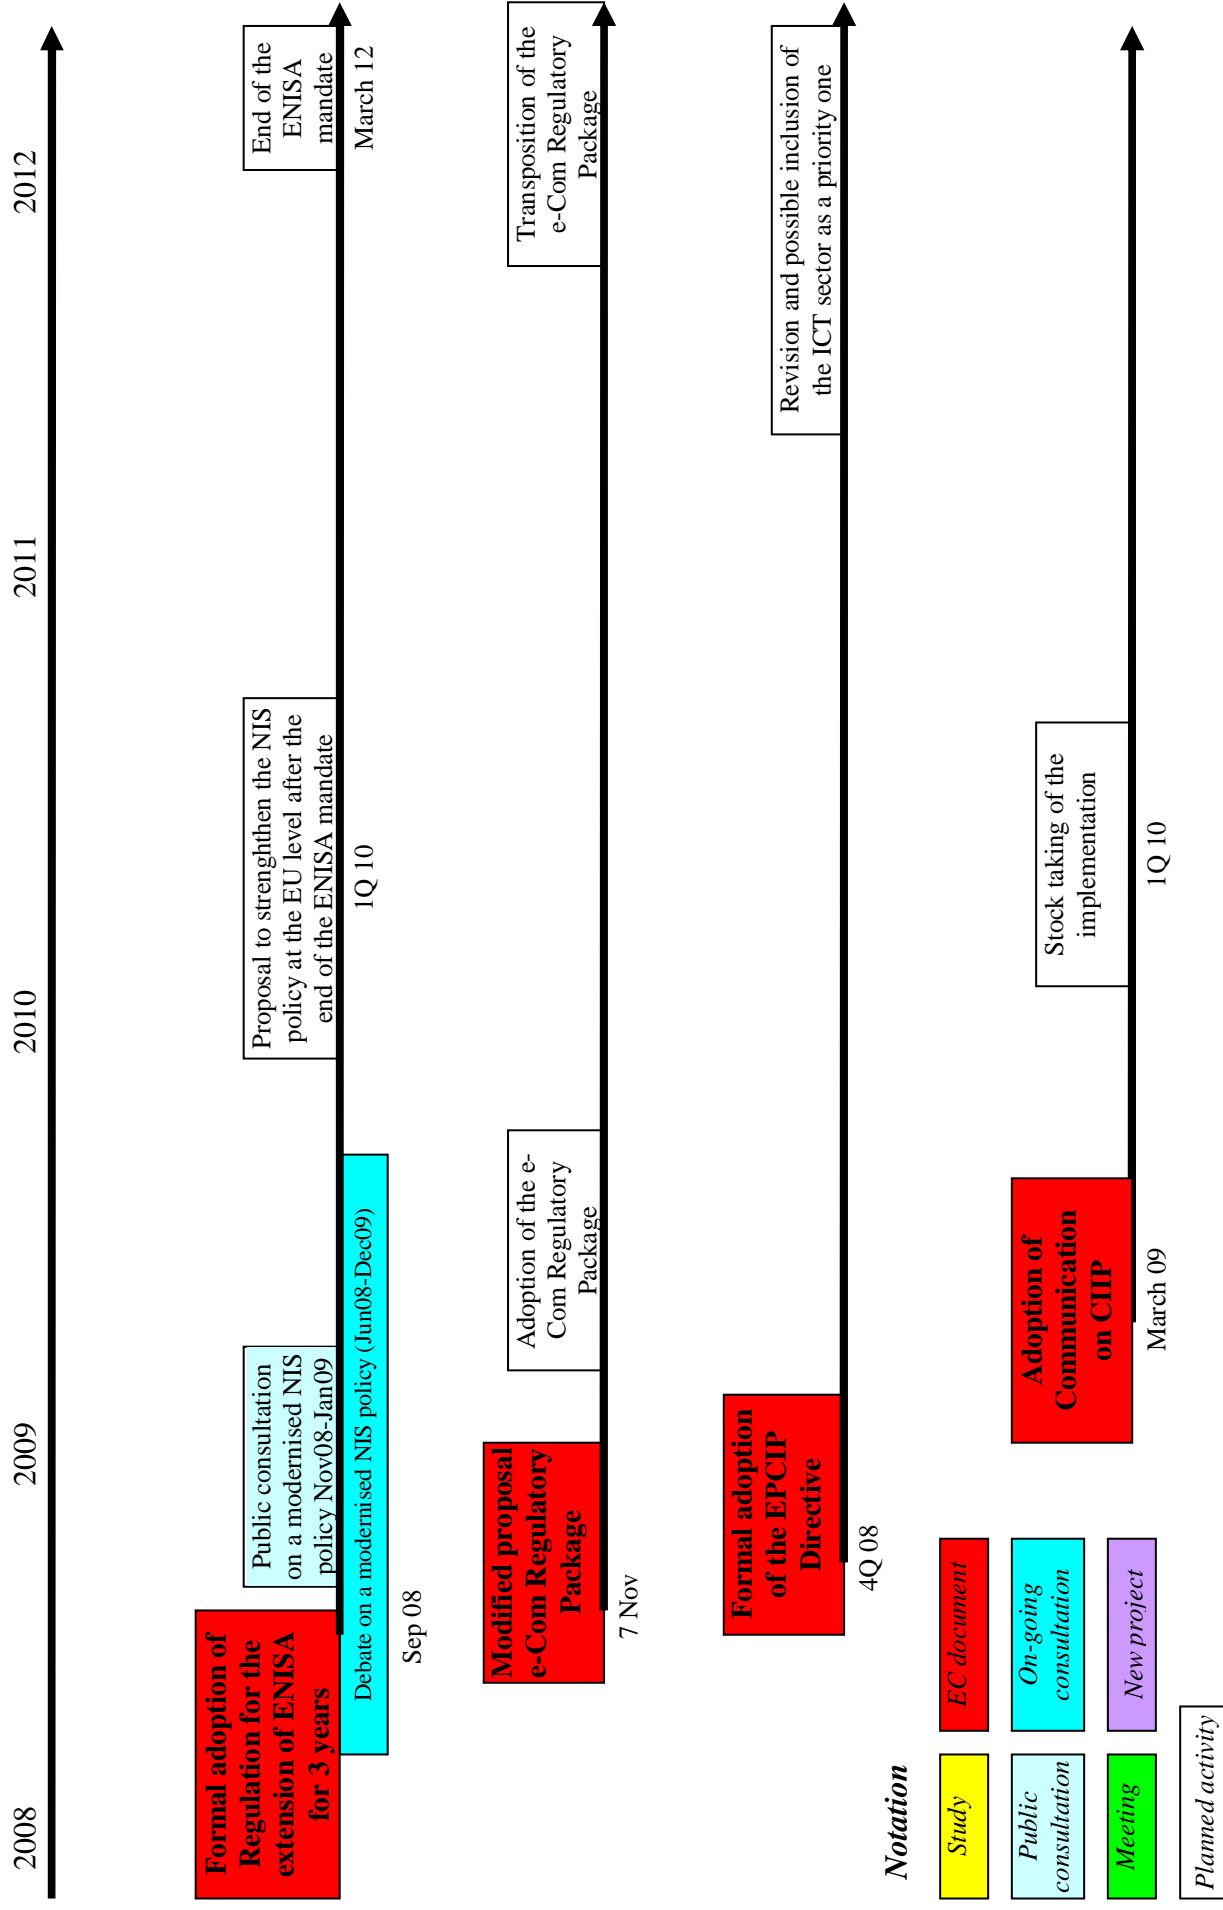 2008
2009
2010
2011
2012
Formal adoption of
Regulation for the
extension of ENISA
for 3 years
Public consultation
on a modernised NIS
policy Nov08-Jan09
Proposal to strenghten the NIS
policy at the EU level after the
end of the ENISA mandate
End of the
ENISA
mandate
Debate on a modernised NIS policy (Jun08-Dec09)
Sep 08
1Q 10
March 12
Modified proposal
e-Com Regulatory
Package
Adoption of the e-
Com Regulatory
Package
Transposition of the
e-Com Regulatory
Package
7 Nov
Formal adoption
of the EPCIP
Directive
Revision and possible inclusion of
the ICT sector as a priority one
4Q 08
Adoption of
Communication
on CIIP
Stock taking of the
implementation
March 09
1Q 10
Notation
Study
EC document
Public
consultation
On-going
consultation
Meeting
New project
Planned activity